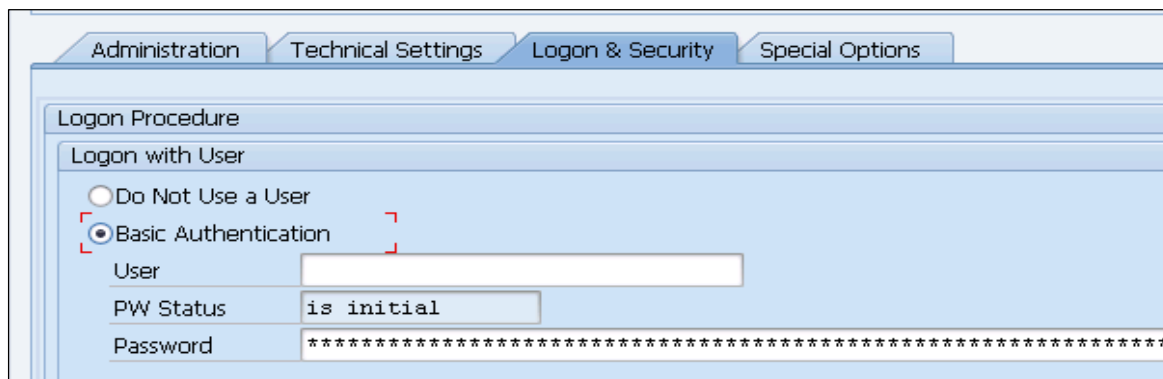 Administration Technical Settings Logon & Security Special Options
Logon Procedure
Logon with User
Do Not Use a User
Basic Authentication
User
PW Status is initial
Password ****************************************************************